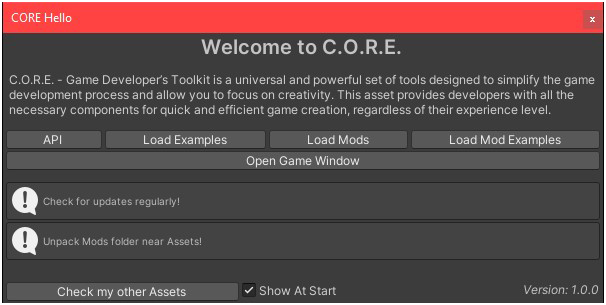 CORE Hello
x
Welcome to C.O.R.E.
C.O.R.E. - Game Developer's Toolkit is a universal and powerful set of tools designed to simplify the game
development process and allow you to focus on creativity. This asset provides developers with all the
necessary components for quick and efficient game creation, regardless of their experience level.
API Load Examples Load Mods Load Mod Examples
Open Game Window
Check for updates regularly!
Unpack Mods folder near Assets!
Check my other Assets Show At Start Version: 1.0.0